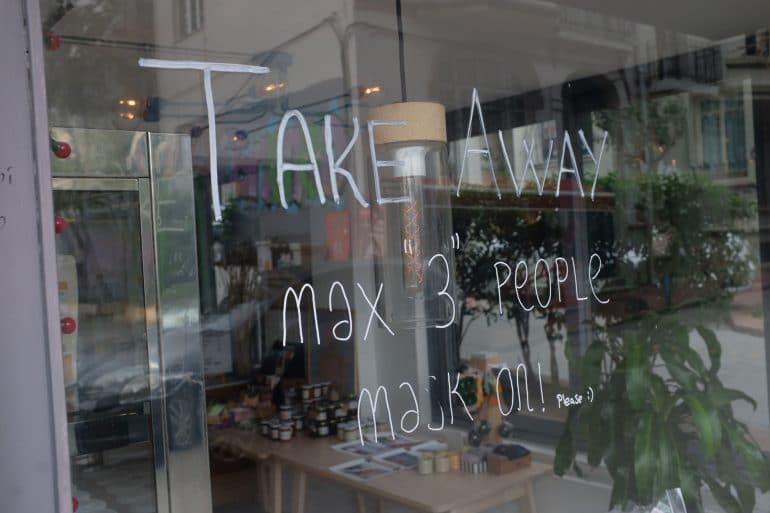 TAKE AWAY
max "3" PEOPLE
mask on! Please :)